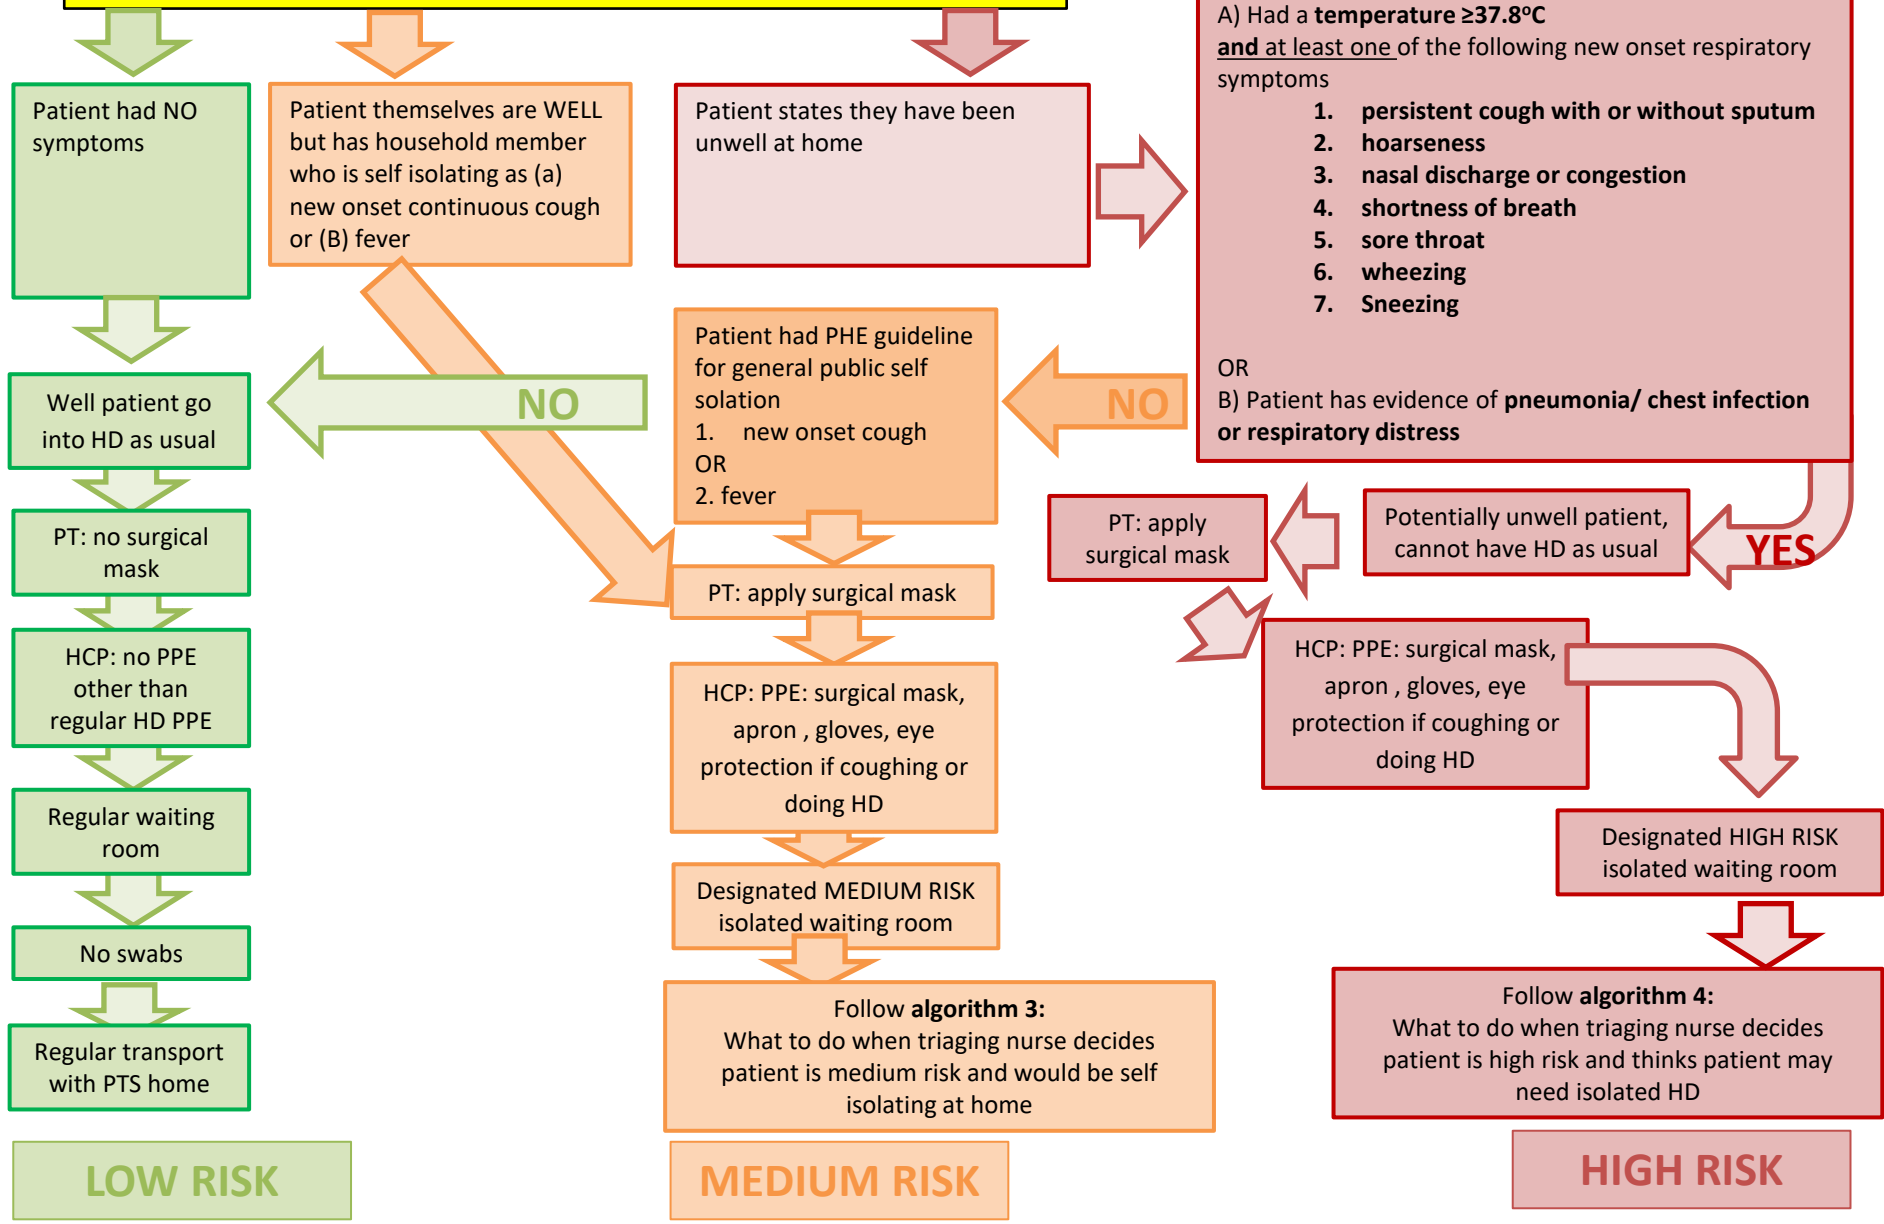 A) Had a temperature ≥37.8ºC
and at least one of the following new onset respiratory
symptoms
1. persistent cough with or without sputum
2. hoarseness
3. nasal discharge or congestion
4. shortness of breath
5. sore throat
6. wheezing
7. Sneezing
OR
B) Patient has evidence of pneumonia/ chest infection
or respiratory distress
Patient had NO
symptoms
Patient themselves are WELL
but has household member
who is self isolating as (a)
new onset continuous cough
or (B) fever
Patient states they have been
unwell at home
Patient had PHE guideline
for general public self
solation
1. new onset cough
OR
2. fever
NO
NO
YES
Well patient go
into HD as usual
PT: no surgical
mask
HCP: no PPE
other than
regular HD PPE
Regular waiting
room
No swabs
Regular transport
with PTS home
LOW RISK
PT: apply surgical mask
HCP: PPE: surgical mask,
apron , gloves, eye
protection if coughing or
doing HD
Designated MEDIUM RISK
isolated waiting room
Follow algorithm 3:
What to do when triaging nurse decides
patient is medium risk and would be self
isolating at home
MEDIUM RISK
Potentially unwell patient,
cannot have HD as usual
PT: apply
surgical mask
HCP: PPE: surgical mask,
apron , gloves, eye
protection if coughing or
doing HD
Designated HIGH RISK
isolated waiting room
Follow algorithm 4:
What to do when triaging nurse decides
patient is high risk and thinks patient may
need isolated HD
HIGH RISK